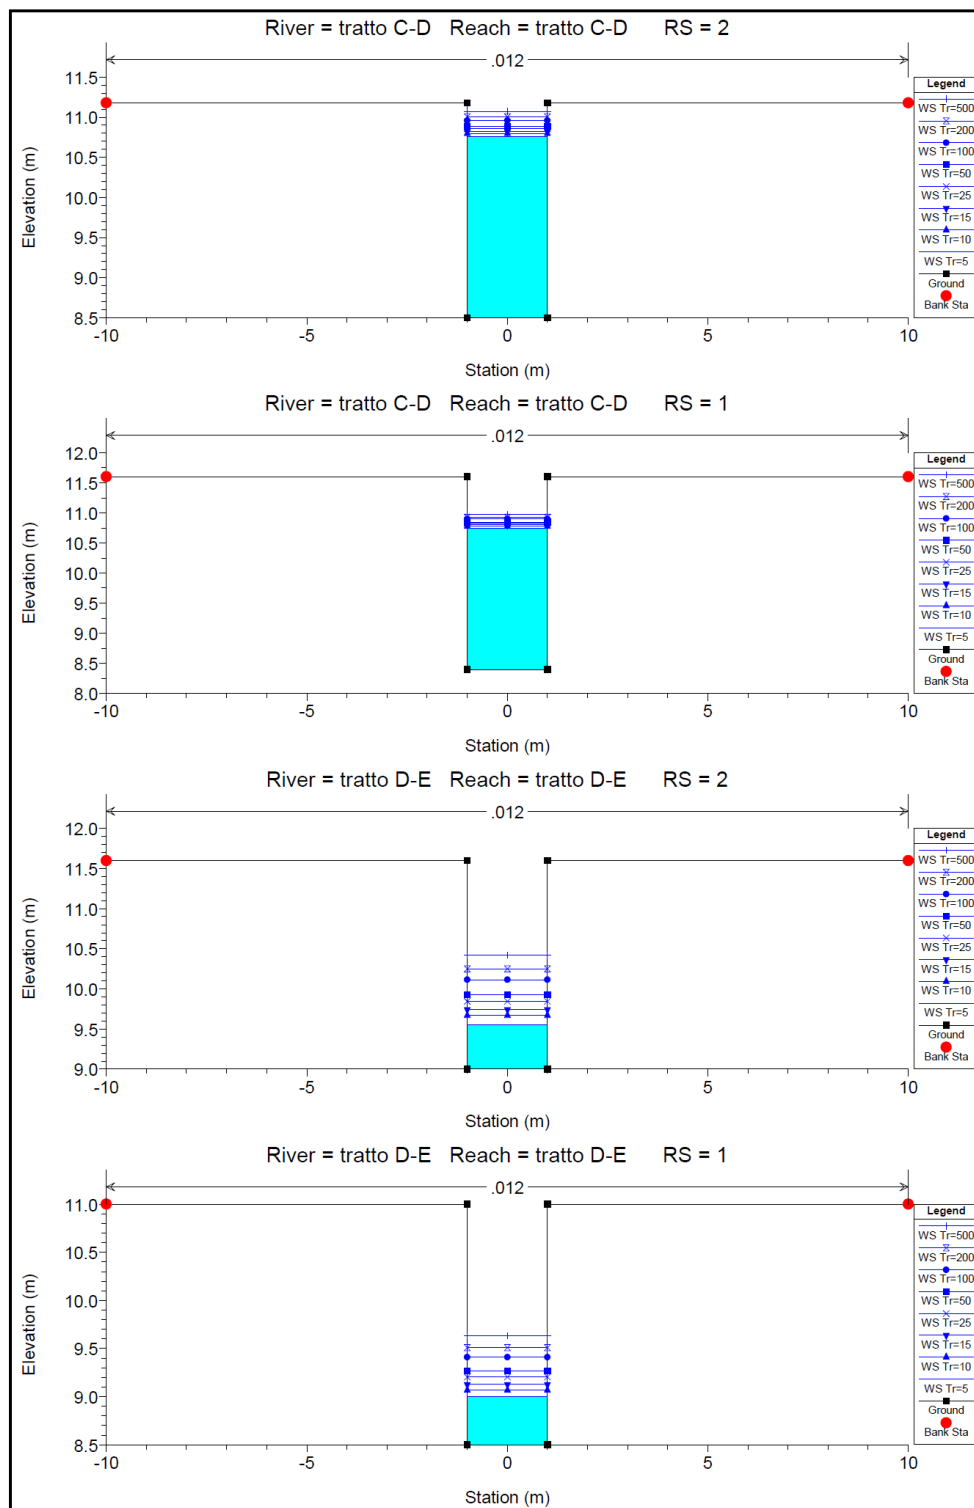 River = tratto C-D Reach = tratto C-D RS = 2
.012
11.5
11.0
10.5
10.0
9.5
9.0
8.5
Elevation (m)
-10 -5 0 5 10
Station (m)
Legend
WS Tr=500
WS Tr=200
WS Tr=100
WS Tr=50
WS Tr=25
WS Tr=15
WS Tr=10
WS Tr=5
Ground
Bank Sta
River = tratto C-D Reach = tratto C-D RS = 1
.012
12.0
11.5
11.0
10.5
10.0
9.5
9.0
8.5
8.0
Elevation (m)
-10 -5 0 5 10
Station (m)
Legend
WS Tr=500
WS Tr=200
WS Tr=100
WS Tr=50
WS Tr=25
WS Tr=15
WS Tr=10
WS Tr=5
Ground
Bank Sta
River = tratto D-E Reach = tratto D-E RS = 2
.012
12.0
11.5
11.0
10.5
10.0
9.5
9.0
Elevation (m)
-10 -5 0 5 10
Station (m)
Legend
WS Tr=500
WS Tr=200
WS Tr=100
WS Tr=50
WS Tr=25
WS Tr=15
WS Tr=10
WS Tr=5
Ground
Bank Sta
River = tratto D-E Reach = tratto D-E RS = 1
.012
11.0
10.5
10.0
9.5
9.0
8.5
Elevation (m)
-10 -5 0 5 10
Station (m)
Legend
WS Tr=500
WS Tr=200
WS Tr=100
WS Tr=50
WS Tr=25
WS Tr=15
WS Tr=10
WS Tr=5
Ground
Bank Sta